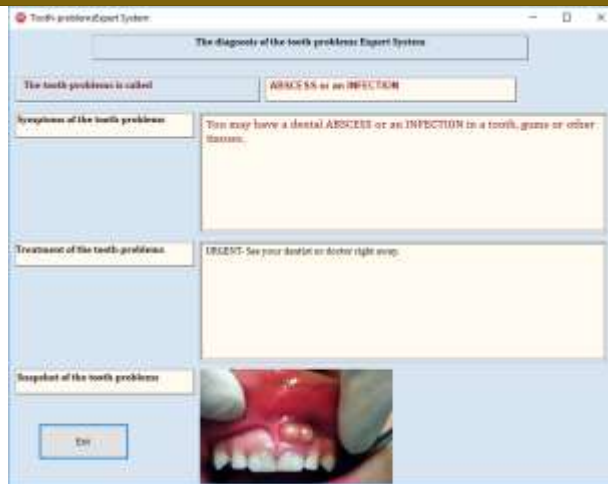 Tooth-problemsExpert System
The diagnosis of the tooth problems Expert System
The tooth problems is called
ABSCESS or an INFECTION
Symptoms of the tooth problems
You may have a dental ABSCESS or an INFECTION in a tooth, gums or other
tissues.
Treatment of the tooth problems
URGENT- See your dentist or doctor right away.
Snapshot of the tooth problems
Exit